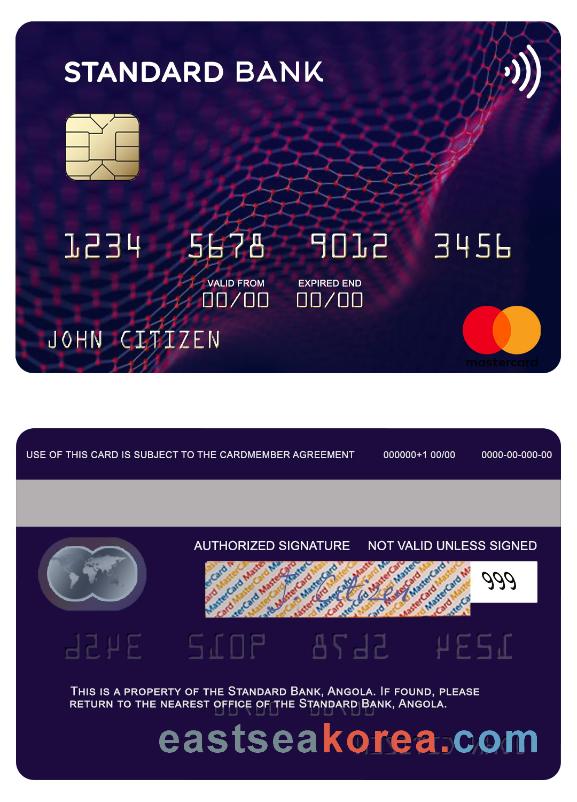 STANDARD BANK
1234 5678 9012 3456
VALID FROM EXPIRED END
00/00 00/00
JOHN CITIZEN
mastercard
USE OF THIS CARD IS SUBJECT TO THE CARDMEMBER AGREEMENT 000000+1 00/00 0000-00-000-00
AUTHORIZED SIGNATURE NOT VALID UNLESS SIGNED
999
THIS IS A PROPERTY OF THE STANDARD BANK, ANGOLA. IF FOUND, PLEASE
RETURN TO THE NEAREST OFFICE OF THE STANDARD BANK, ANGOLA.
eastseakorea.com